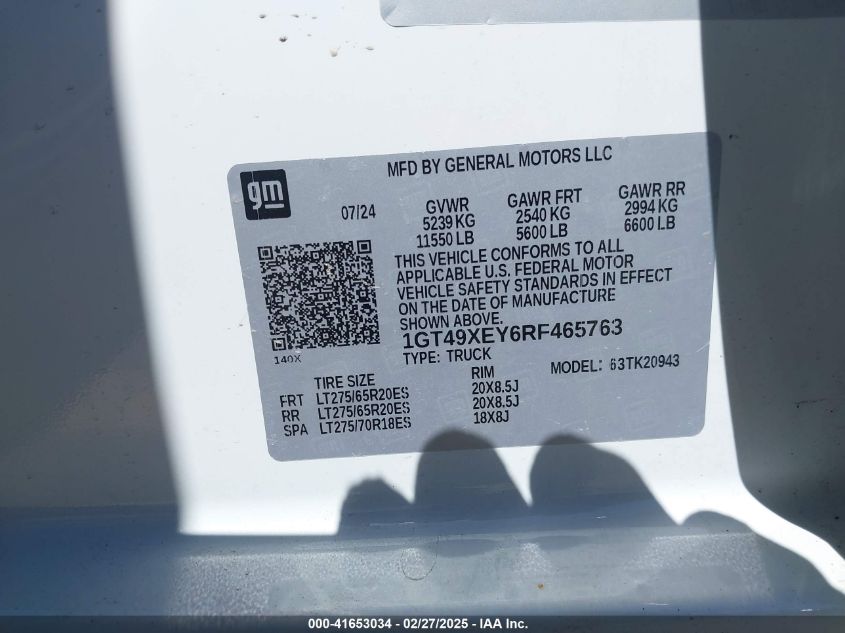 MFD BY GENERAL MOTORS LLC
gm
07/24
GVWR
5239 KG
11550 LB
GAWR FRT
2540 KG
5600 LB
GAWR RR
2994 KG
6600 LB
THIS VEHICLE CONFORMS TO ALL
APPLICABLE U.S. FEDERAL MOTOR
VEHICLE SAFETY STANDARDS IN EFFECT
ON THE DATE OF MANUFACTURE
SHOWN ABOVE.
140X
1GT49XEY6RF465763
TYPE: TRUCK
MODEL: 63TK20943
TIRE SIZE RIM
FRT LT275/65R20ES 20X8.5J
RR LT275/65R20ES 20X8.5J
SPA LT275/70R18ES 18X8J
000-41653034 - 02/27/2025 - IAA Inc.